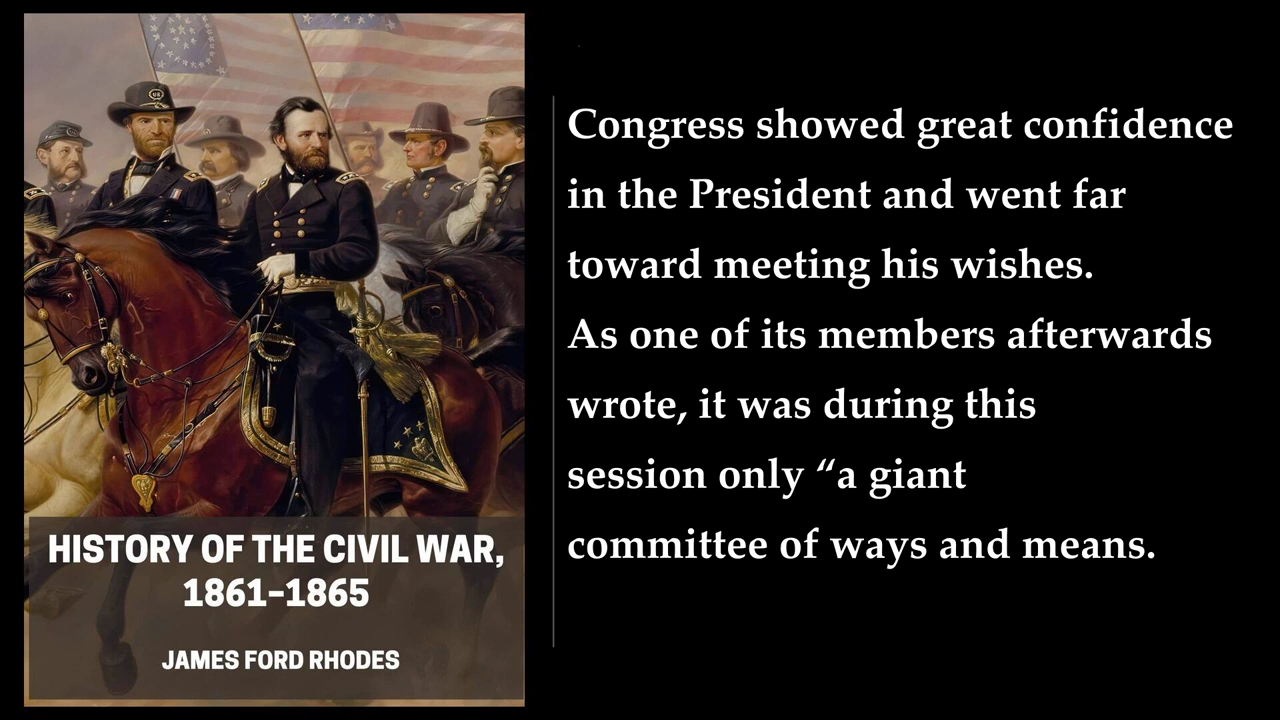 HISTORY OF THE CIVIL WAR,
1861–1865
JAMES FORD RHODES
Congress showed great confidence
in the President and went far
toward meeting his wishes.
As one of its members afterwards
wrote, it was during this
session only “a giant
committee of ways and means.